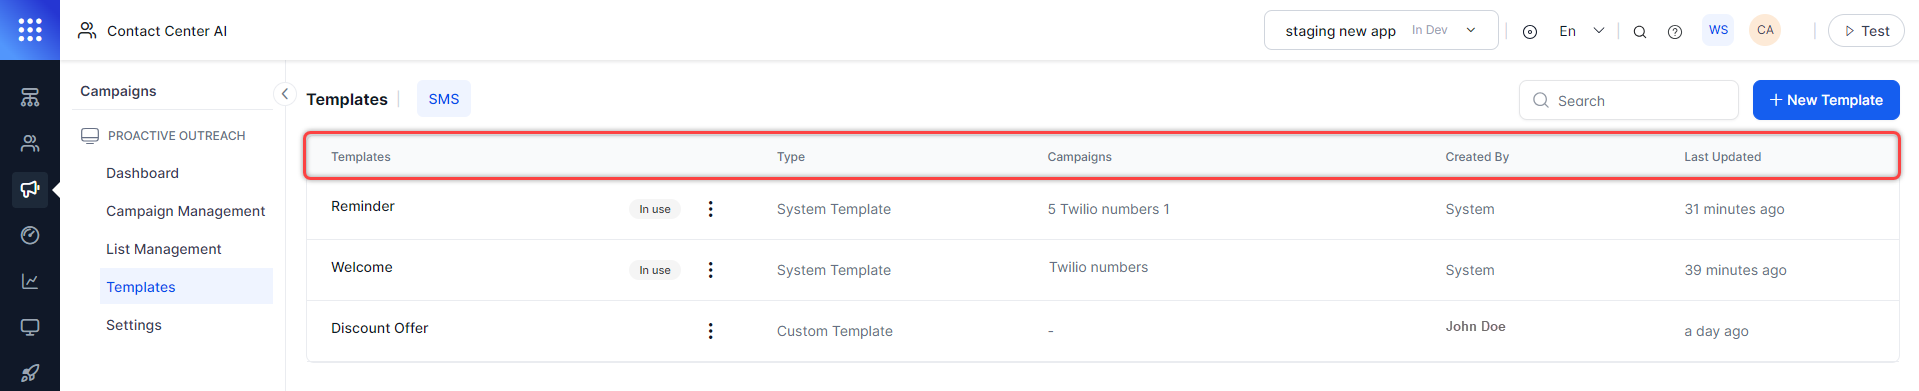 Contact Center AI
staging new app In Dev
En
WS
CA
Test
Campaigns
PROACTIVE OUTREACH
Dashboard
Campaign Management
List Management
Templates
Settings
Templates
SMS
Search
+ New Template
Templates Type Campaigns Created By Last Updated
Reminder In use System Template 5 Twilio numbers 1 System 31 minutes ago
Welcome In use System Template Twilio numbers System 39 minutes ago
Discount Offer Custom Template - John Doe a day ago